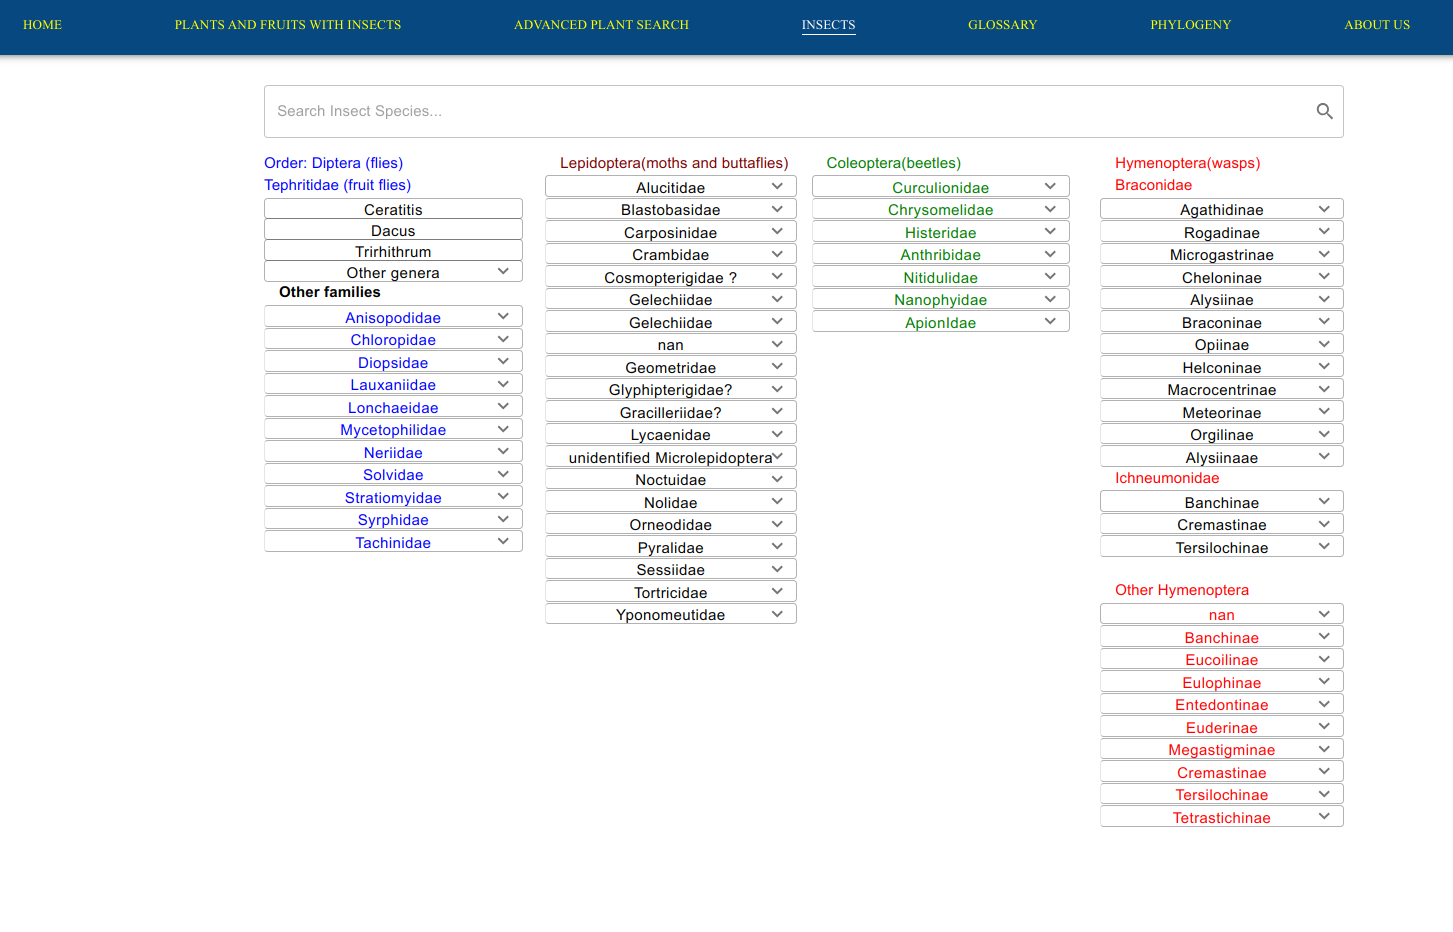 HOME
PLANTS AND FRUITS WITH INSECTS
ADVANCED PLANT SEARCH
INSECTS
GLOSSARY
PHYLOGENY
ABOUT US
Search Insect Species...
Order: Diptera (flies)
Tephritidae (fruit flies)
Ceratitis
Dacus
Trirhithrum
Other genera
Other families
Anisopodidae
Chloropidae
Diopsidae
Lauxaniidae
Lonchaeidae
Mycetophilidae
Neriidae
Solvidae
Stratiomyidae
Syrphidae
Tachinidae
Lepidoptera(moths and buttaflies)
Alucitidae
Blastobasidae
Carposinidae
Crambidae
Cosmopterigidae ?
Gelechiidae
Gelechiidae
nan
Geometridae
Glyphipterigidae?
Gracilleriidae?
Lycaenidae
unidentified Microlepidoptera
Noctuidae
Nolidae
Orneodidae
Pyralidae
Sessiidae
Tortricidae
Yponomeutidae
Coleoptera(beetles)
Curculionidae
Chrysomelidae
Histeridae
Anthribidae
Nitidulidae
Nanophyidae
ApionIdae
Hymenoptera(wasps)
Braconidae
Agathidinae
Rogadinae
Microgastrinae
Cheloninae
Alysiinae
Braconinae
Opiinae
Helconinae
Macrocentrinae
Meteorinae
Orgilinae
Alysiinaae
Ichneumonidae
Banchinae
Cremastinae
Tersilochinae
Other Hymenoptera
nan
Banchinae
Eucoilinae
Eulophinae
Entedontinae
Euderinae
Megastigminae
Cremastinae
Tersilochinae
Tetrastichinae